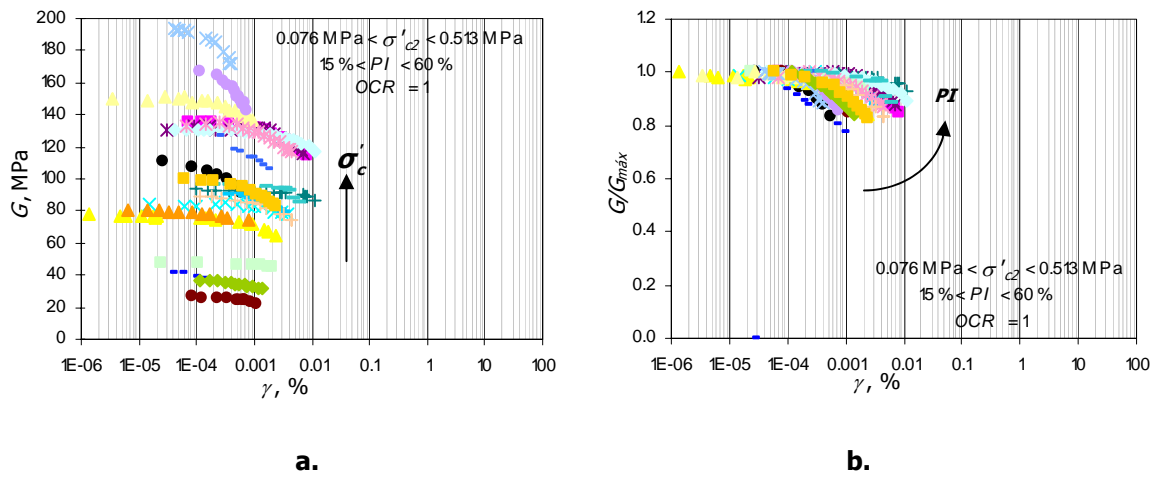 200
180
160
140
120
100
80
60
40
20
0
G, MPa
0.076 MPa < σ'c2 < 0.513 MPa
15 % < PI < 60 %
OCR = 1
σ'c
1E-06 1E-05 1E-04 0.001 0.01 0.1 1 10 100
γ, %
a.
1.2
1.0
0.8
0.6
0.4
0.2
0.0
G/Gmáx
PI
0.076 MPa < σ'c2 < 0.513 MPa
15 % < PI < 60 %
OCR = 1
1E-06 1E-05 1E-04 0.001 0.01 0.1 1 10 100
γ, %
b.